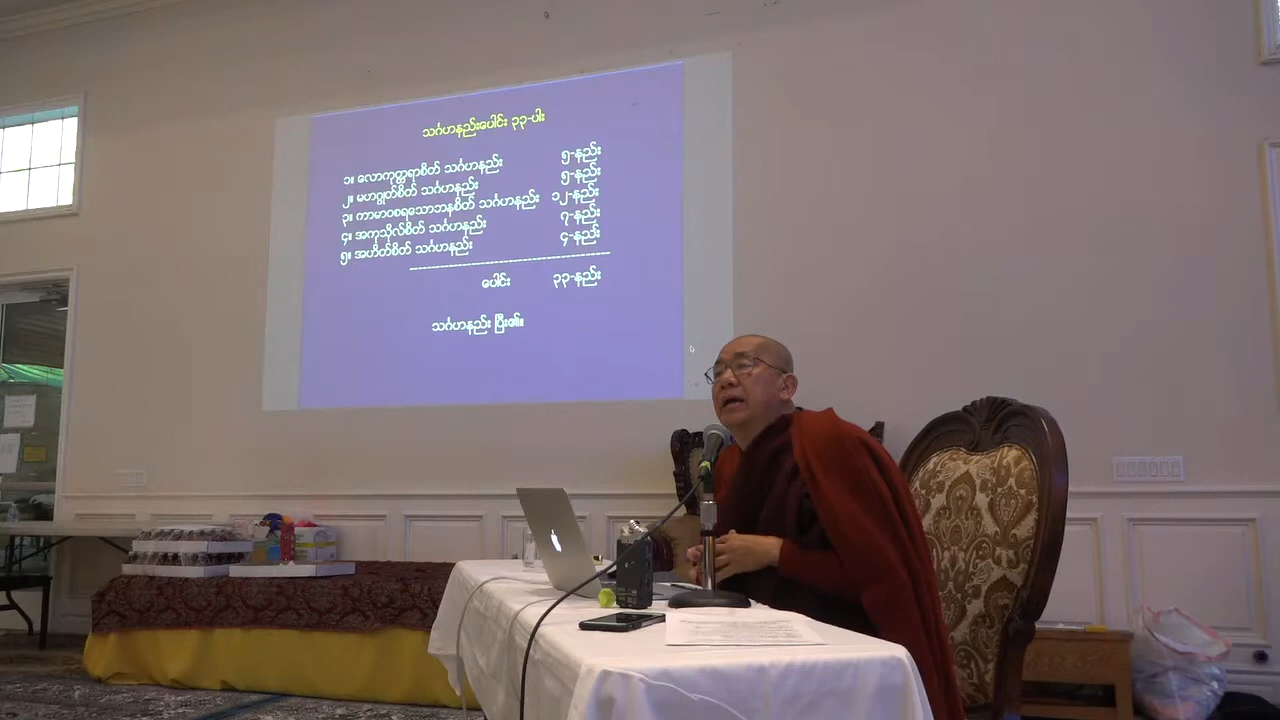 သင်္ဂဟနည်းပေါင်း ၃၃-ပါး
၁။ လောကုတ္တရာစိတ် သင်္ဂဟနည်း ၅-နည်း
၂။ မဟဂ္ဂုတ်စိတ် သင်္ဂဟနည်း ၅-နည်း
၃။ ကာမာဝစရသောဘနစိတ် သင်္ဂဟနည်း ၁၂-နည်း
၄။ အကုသိုလ်စိတ် သင်္ဂဟနည်း ၇-နည်း
၅။ အဟိတ်စိတ် သင်္ဂဟနည်း ၄-နည်း
ပေါင်း ၃၃-နည်း
သင်္ဂဟနည်း ပြီး၏။